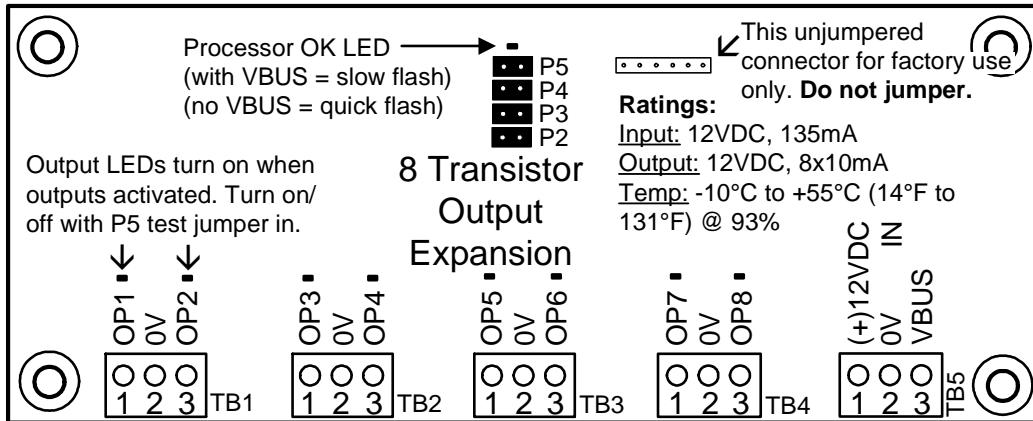 Processor OK LED
(with VBUS = slow flash)
(no VBUS = quick flash)
P5
P4
P3
P2
This unjumpered
connector for factory use
only. Do not jumper.
Ratings:
Input: 12VDC, 135mA
Output: 12VDC, 8x10mA
Temp: -10°C to +55°C (14°F to
131°F) @ 93%
Output LEDs turn on when
outputs activated. Turn on/
off with P5 test jumper in.
8 Transistor
Output
Expansion
OP1
0V
OP2
1 2 3
TB1
OP3
0V
OP4
1 2 3
TB2
OP5
0V
OP6
1 2 3
TB3
OP7
0V
OP8
1 2 3
TB4
(+)12VDC
0V IN
VBUS
1 2 3
TB5